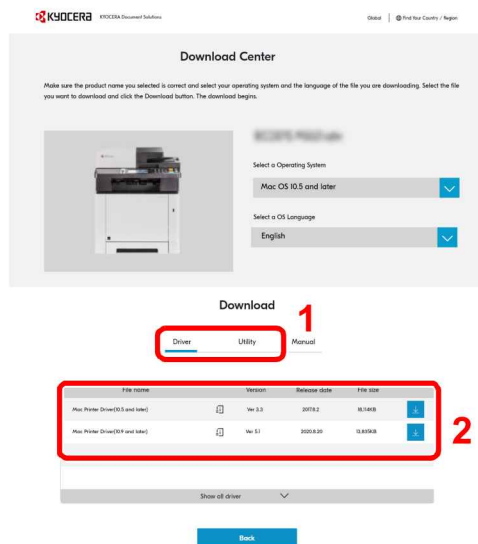 KYOCERA KYOCERA Document Solutions
Global Find Your Country / Region
Download Center
Make sure the product name you selected is correct and select your operating system and the language of the file you are downloading. Select the file
you want to download and click the Download button. The download begins.
Select a Operating System
Mac OS 10.5 and later
Select a OS Language
English
Download
1
Driver Utility Manual
File name Version Release date File size
Mac Printer Driver(10.5 and later) Ver 3.3 2017.8.2 18,114KB
Mac Printer Driver(10.9 and later) Ver 5.1 2020.8.20 13,835KB
2
Show all driver
Back